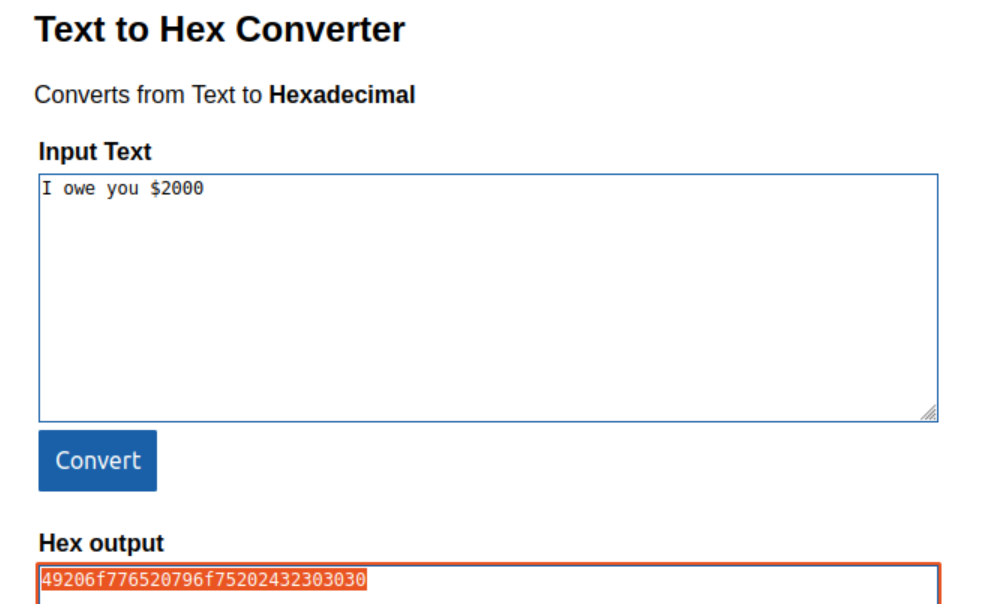 Text to Hex Converter
Converts from Text to Hexadecimal
Input Text
I owe you $2000
Convert
Hex output
49206f776520796f75202432303030